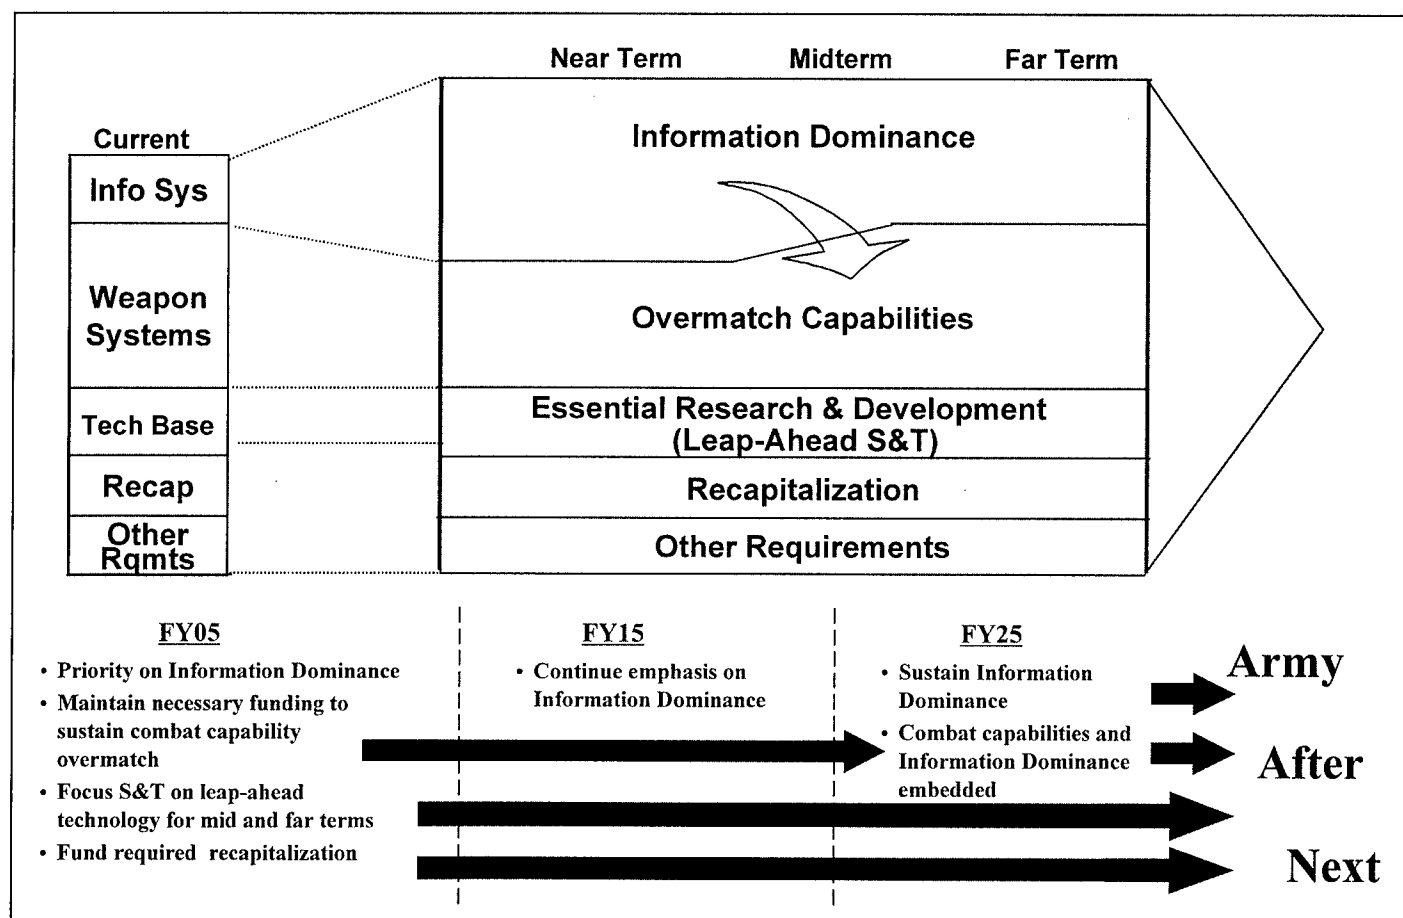 Near Term Midterm Far Term
Current
Info Sys
Weapon
Systems
Tech Base
Recap
Other
Rqmts
Information Dominance
Overmatch Capabilities
Essential Research & Development
(Leap-Ahead S&T)
Recapitalization
Other Requirements
FY05
• Priority on Information Dominance
• Maintain necessary funding to
sustain combat capability
overmatch
• Focus S&T on leap-ahead
technology for mid and far terms
• Fund required recapitalization
FY15
• Continue emphasis on
Information Dominance
FY25
• Sustain Information
Dominance
• Combat capabilities and
Information Dominance
embedded
Army
After
Next